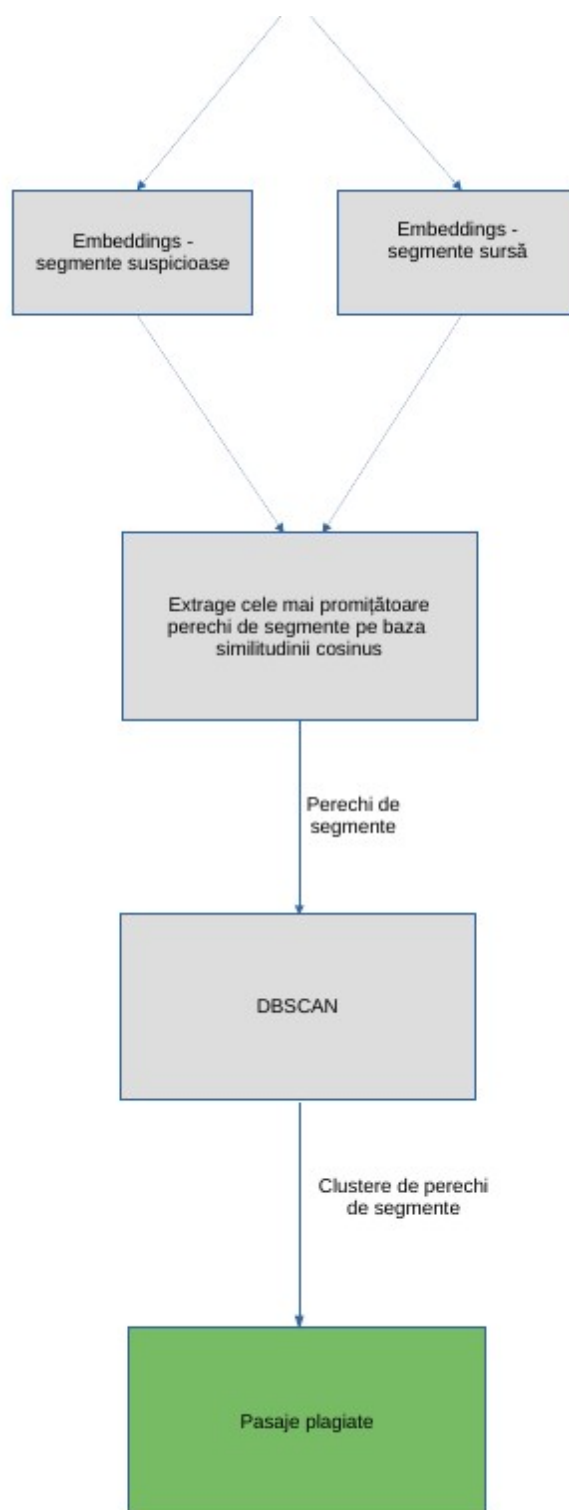 Embeddings -
segmente suspicioase
Embeddings -
segmente sursă
Extrage cele mai promițătoare
perechi de segmente pe baza
similitudinii cosinus
Perechi de
segmente
DBSCAN
Clustere de perechi
de segmente
Pasaje plagiate